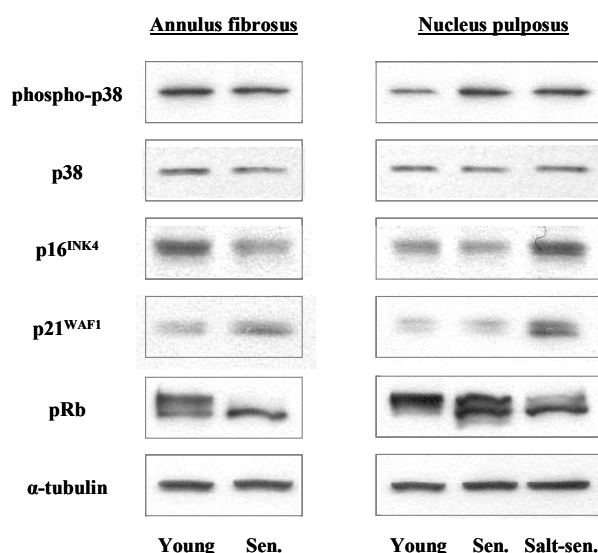 Annulus fibrosus Nucleus pulposus
phospho-p38
p38
p16INK4
p21WAF1
pRb
α-tubulin
Young Sen. Young Sen. Salt-sen.